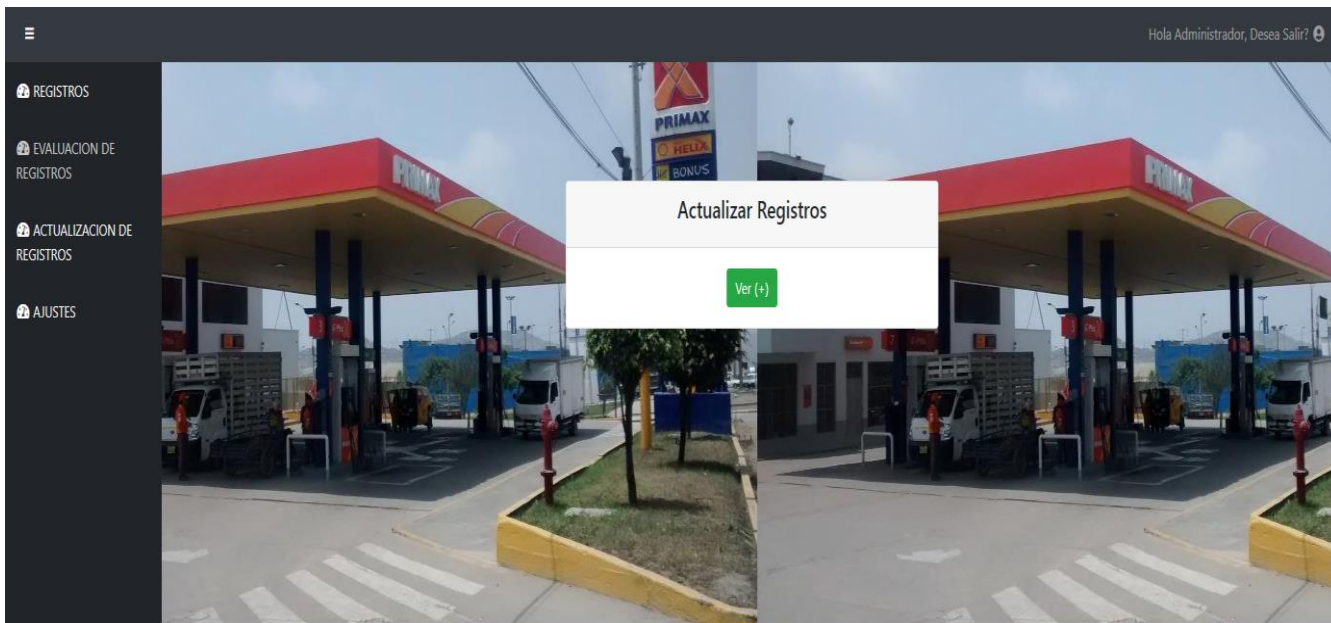 Hola Administrador, Desea Salir?
REGISTROS
EVALUACION DE
REGISTROS
ACTUALIZACION DE
REGISTROS
AJUSTES
PRIMAX
HELIX
BONUS
PRIMAX
PRIMAX
Actualizar Registros
Ver (+)